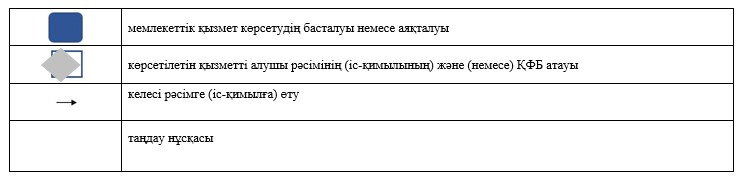 мемлекеттік қызмет көрсетудің басталуы немесе аяқталуы
көрсетілетін қызметті алушы рәсімінің (іс-қимылының) және (немесе) ҚФБ атауы
келесі рәсімге (іс-қимылға) өту
таңдау нұсқасы